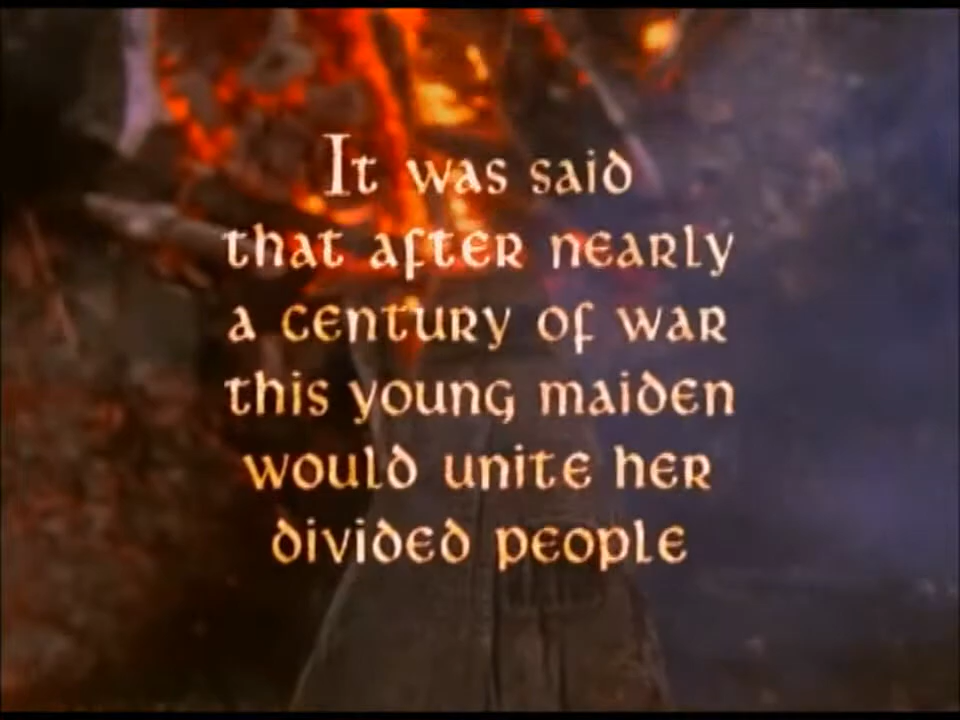 It was said
that after nearly
a century of war
this young maiden
would unite her
divided people